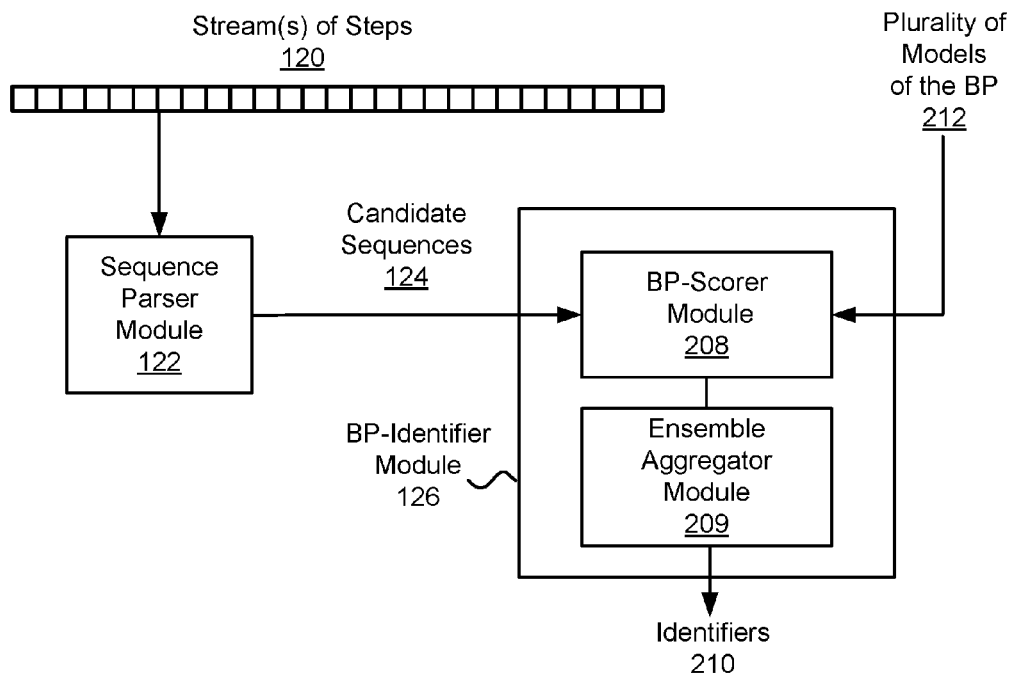 Stream(s) of Steps
120
Plurality of
Models
of the BP
212
Candidate
Sequences
124
Sequence
Parser
Module
122
BP-Scorer
Module
208
BP-Identifier
Module
126
Ensemble
Aggregator
Module
209
Identifiers
210